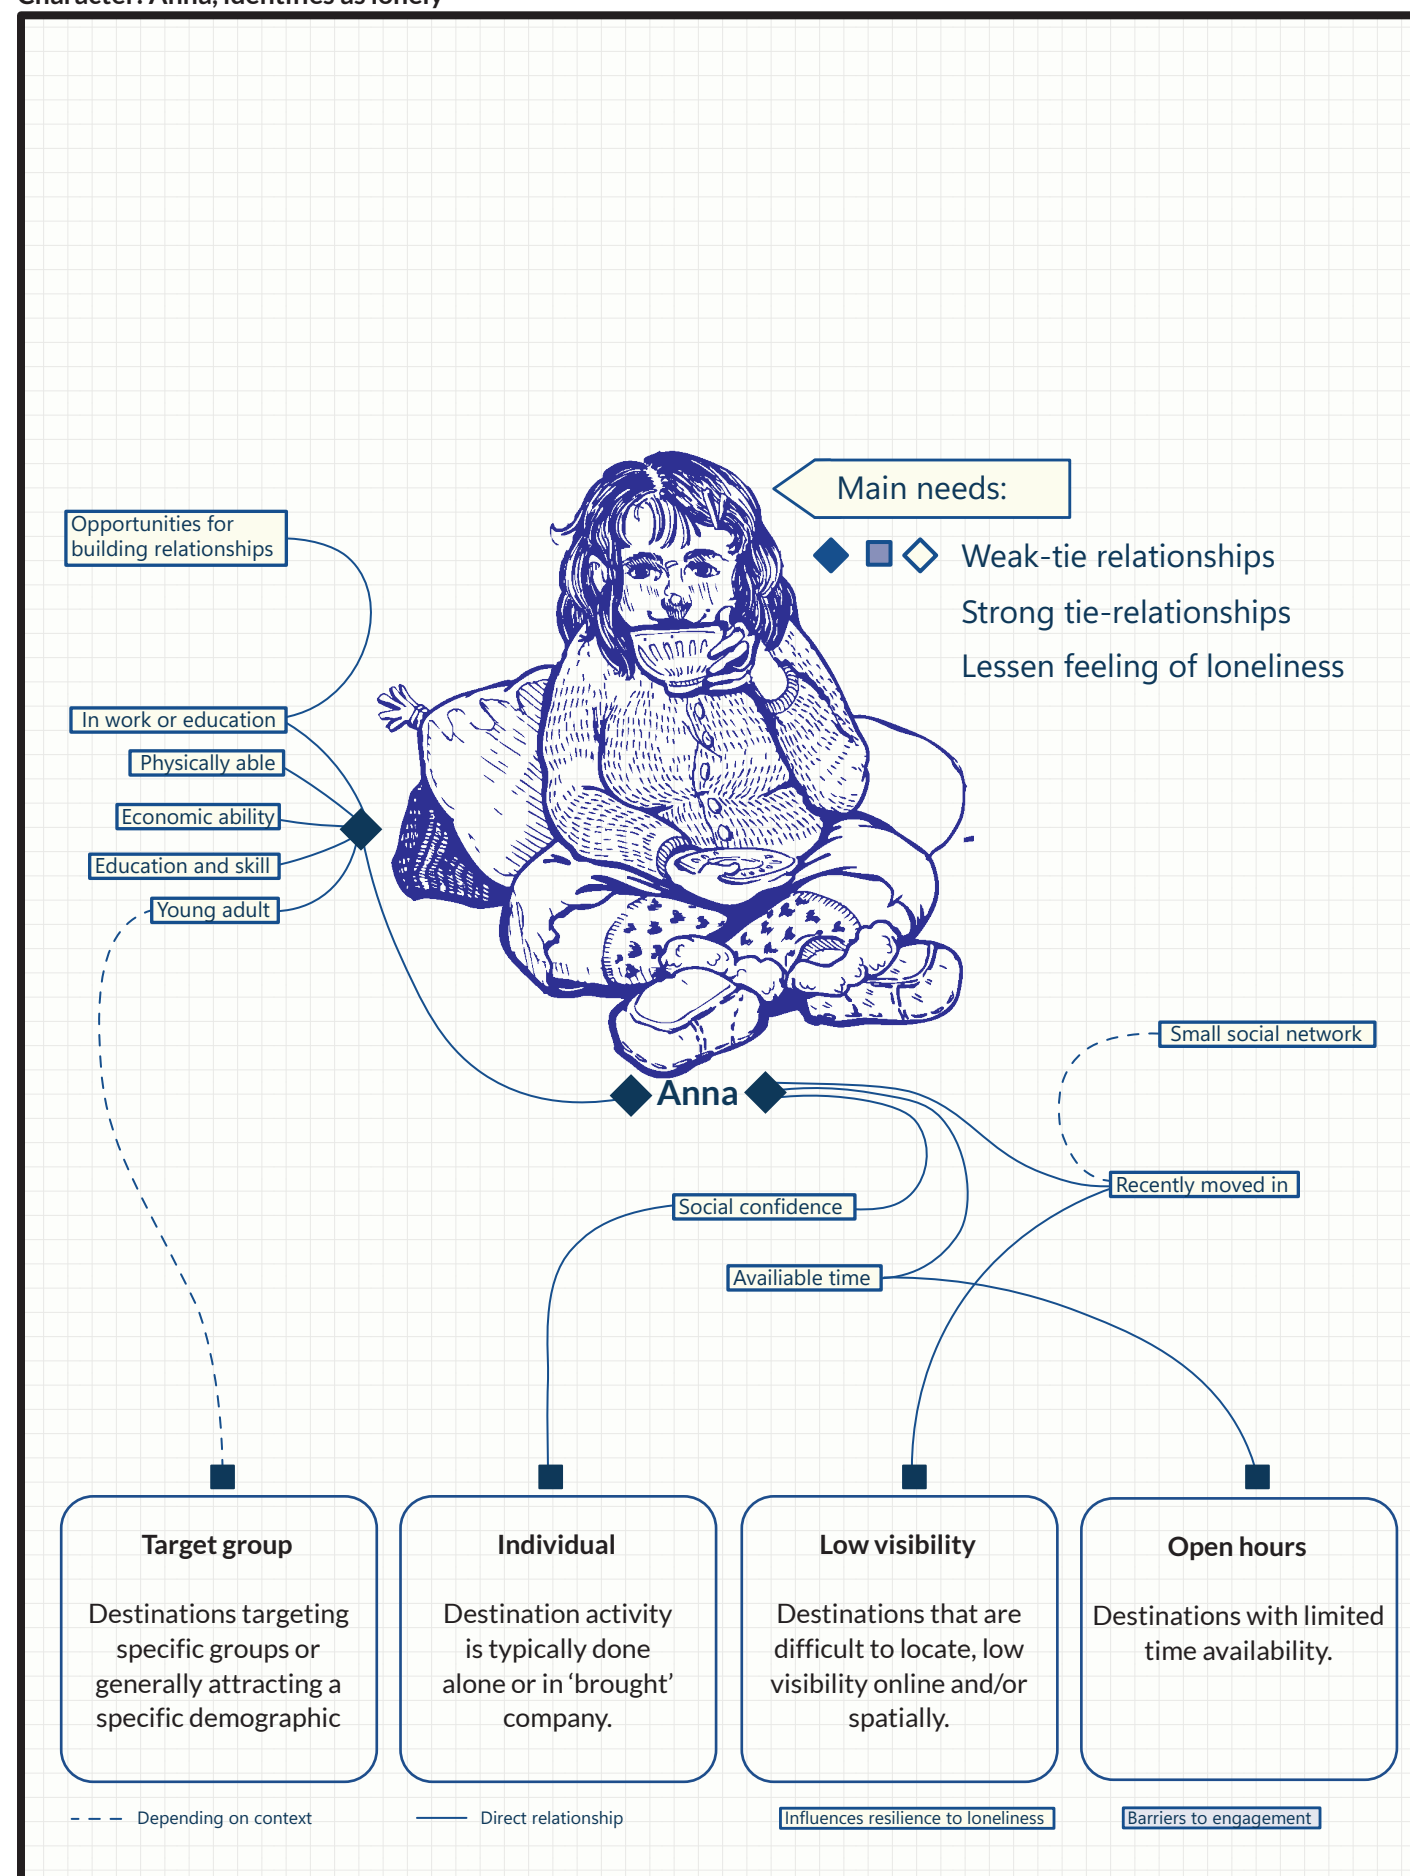 Character: Anna, identifies as lonely
Main needs:
Weak-tie relationships
Strong tie-relationships
Lessen feeling of loneliness
Opportunities for
building relationships
In work or education
Physically able
Economic ability
Education and skill
Young adult
Anna
Small social network
Recently moved in
Social confidence
Availiable time
Target group
Destinations targeting
specific groups or
generally attracting a
specific demographic
Individual
Destination activity
is typically done
alone or in ‘brought’
company.
Low visibility
Destinations that are
difficult to locate, low
visibility online and/or
spatially.
Open hours
Destinations with limited
time availability.
Depending on context
Direct relationship
Influences resilience to loneliness
Barriers to engagement